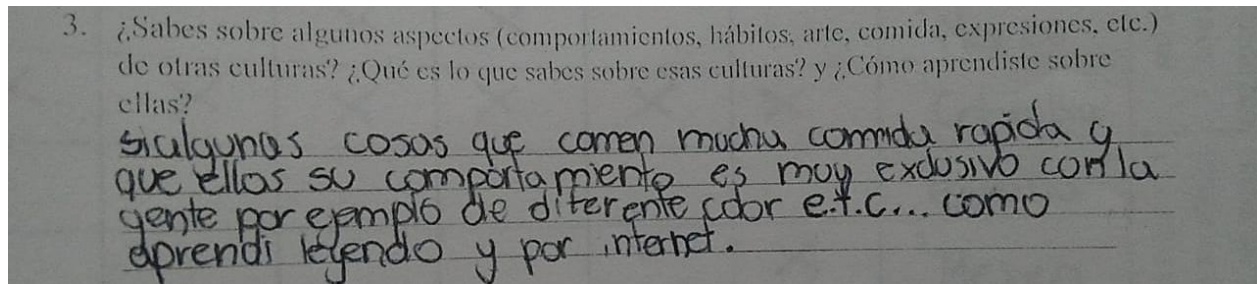 3. ¿Sabes sobre algunos aspectos (comportamientos, hábitos, arte, comida, expresiones, etc.)
de otras culturas? ¿Qué es lo que sabes sobre esas culturas? y ¿Cómo aprendiste sobre
ellas?
si algunas cosas que comen mucha commida rapida y
que ellos su comportamiento es muy exclusivo con la
gente por ejemplo de diferente color e.t.c... como
aprendi leyendo y por internet.